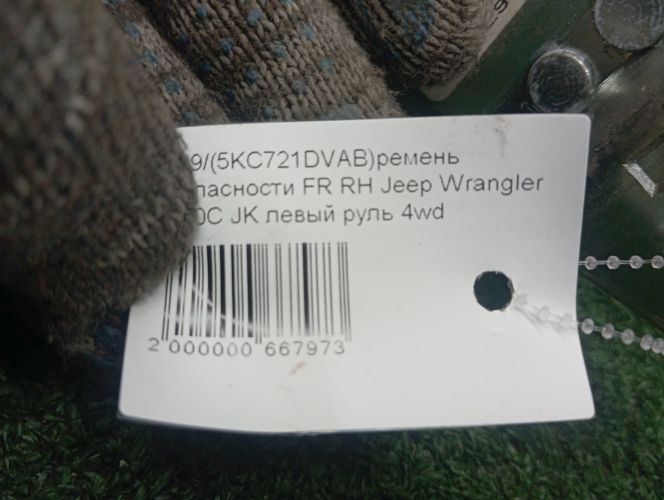 9/(5KC721DVAB)ремень
пасности FR RH Jeep Wrangler
0C JK левый руль 4wd
2 000000 667973